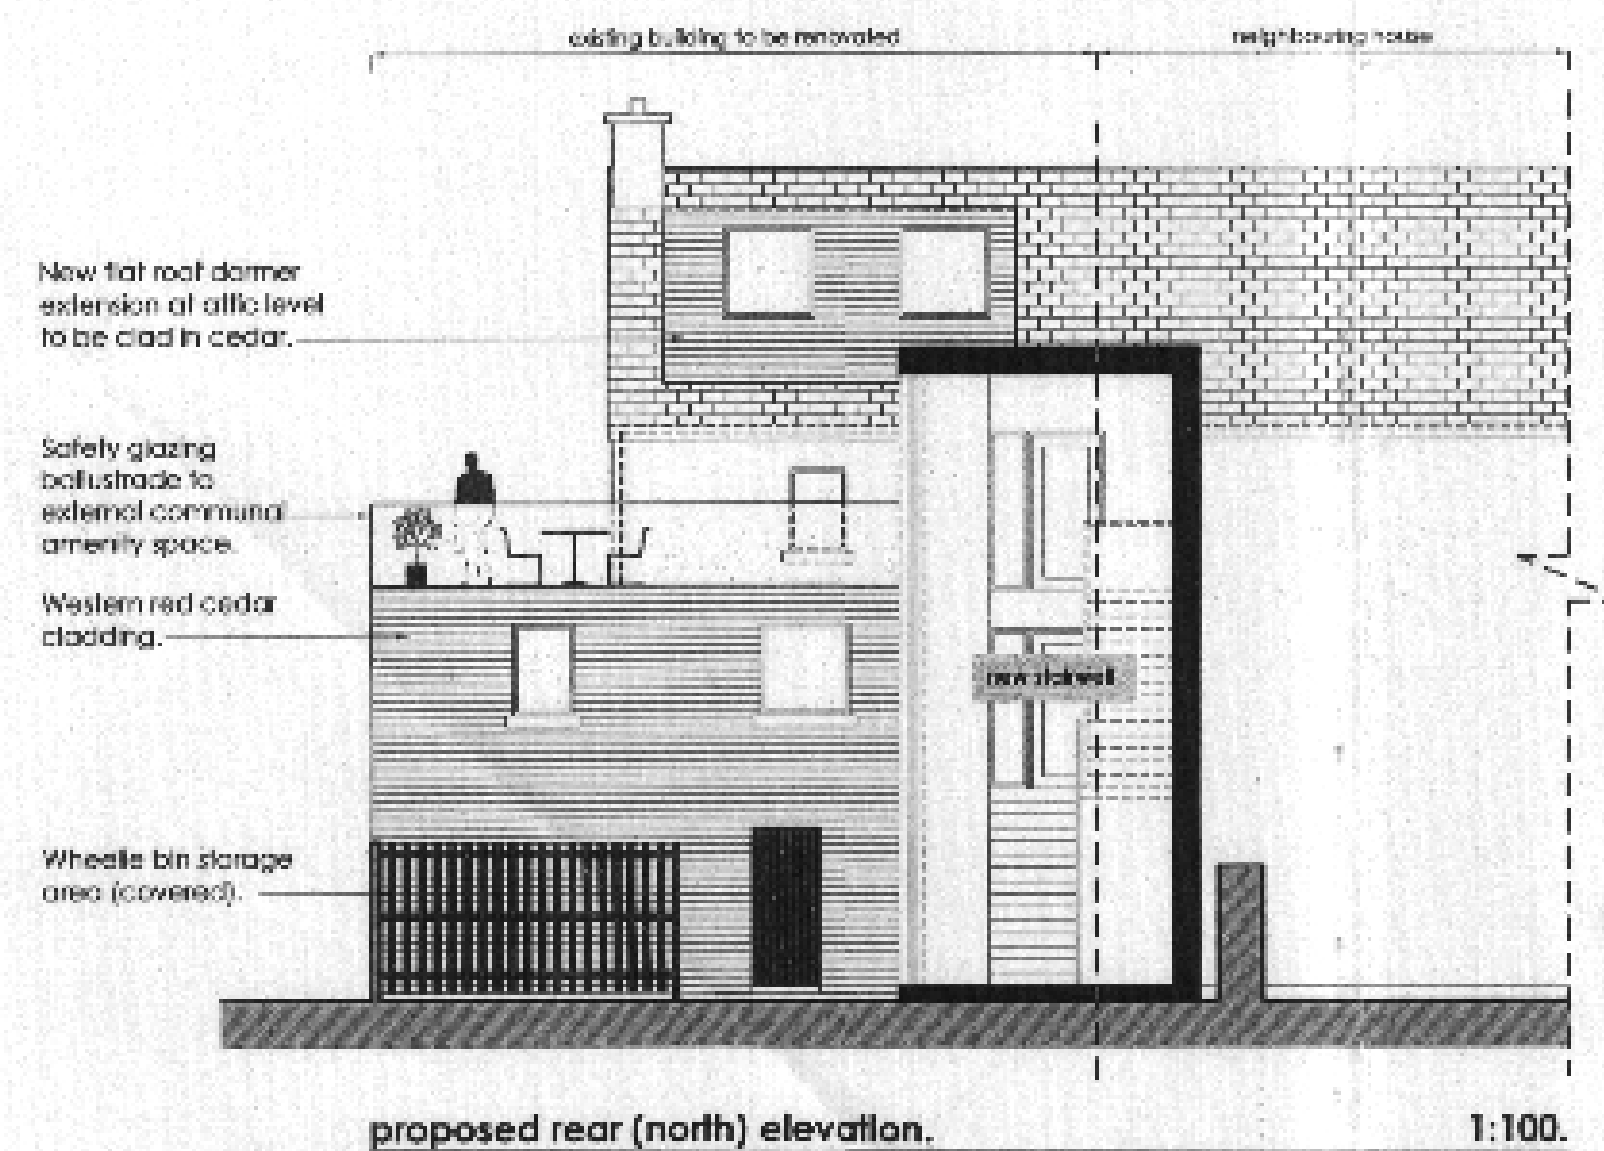 existing building to be renovated
neighbouring house
New flat roof dormer
extension at attic level
to be clad in cedar.
Safety glazing
ballustrade to
external communal
amenity space.
Western red cedar
cladding.
new stairwell.
Wheelie bin storage
area (covered).
proposed rear (north) elevation.
1:100.